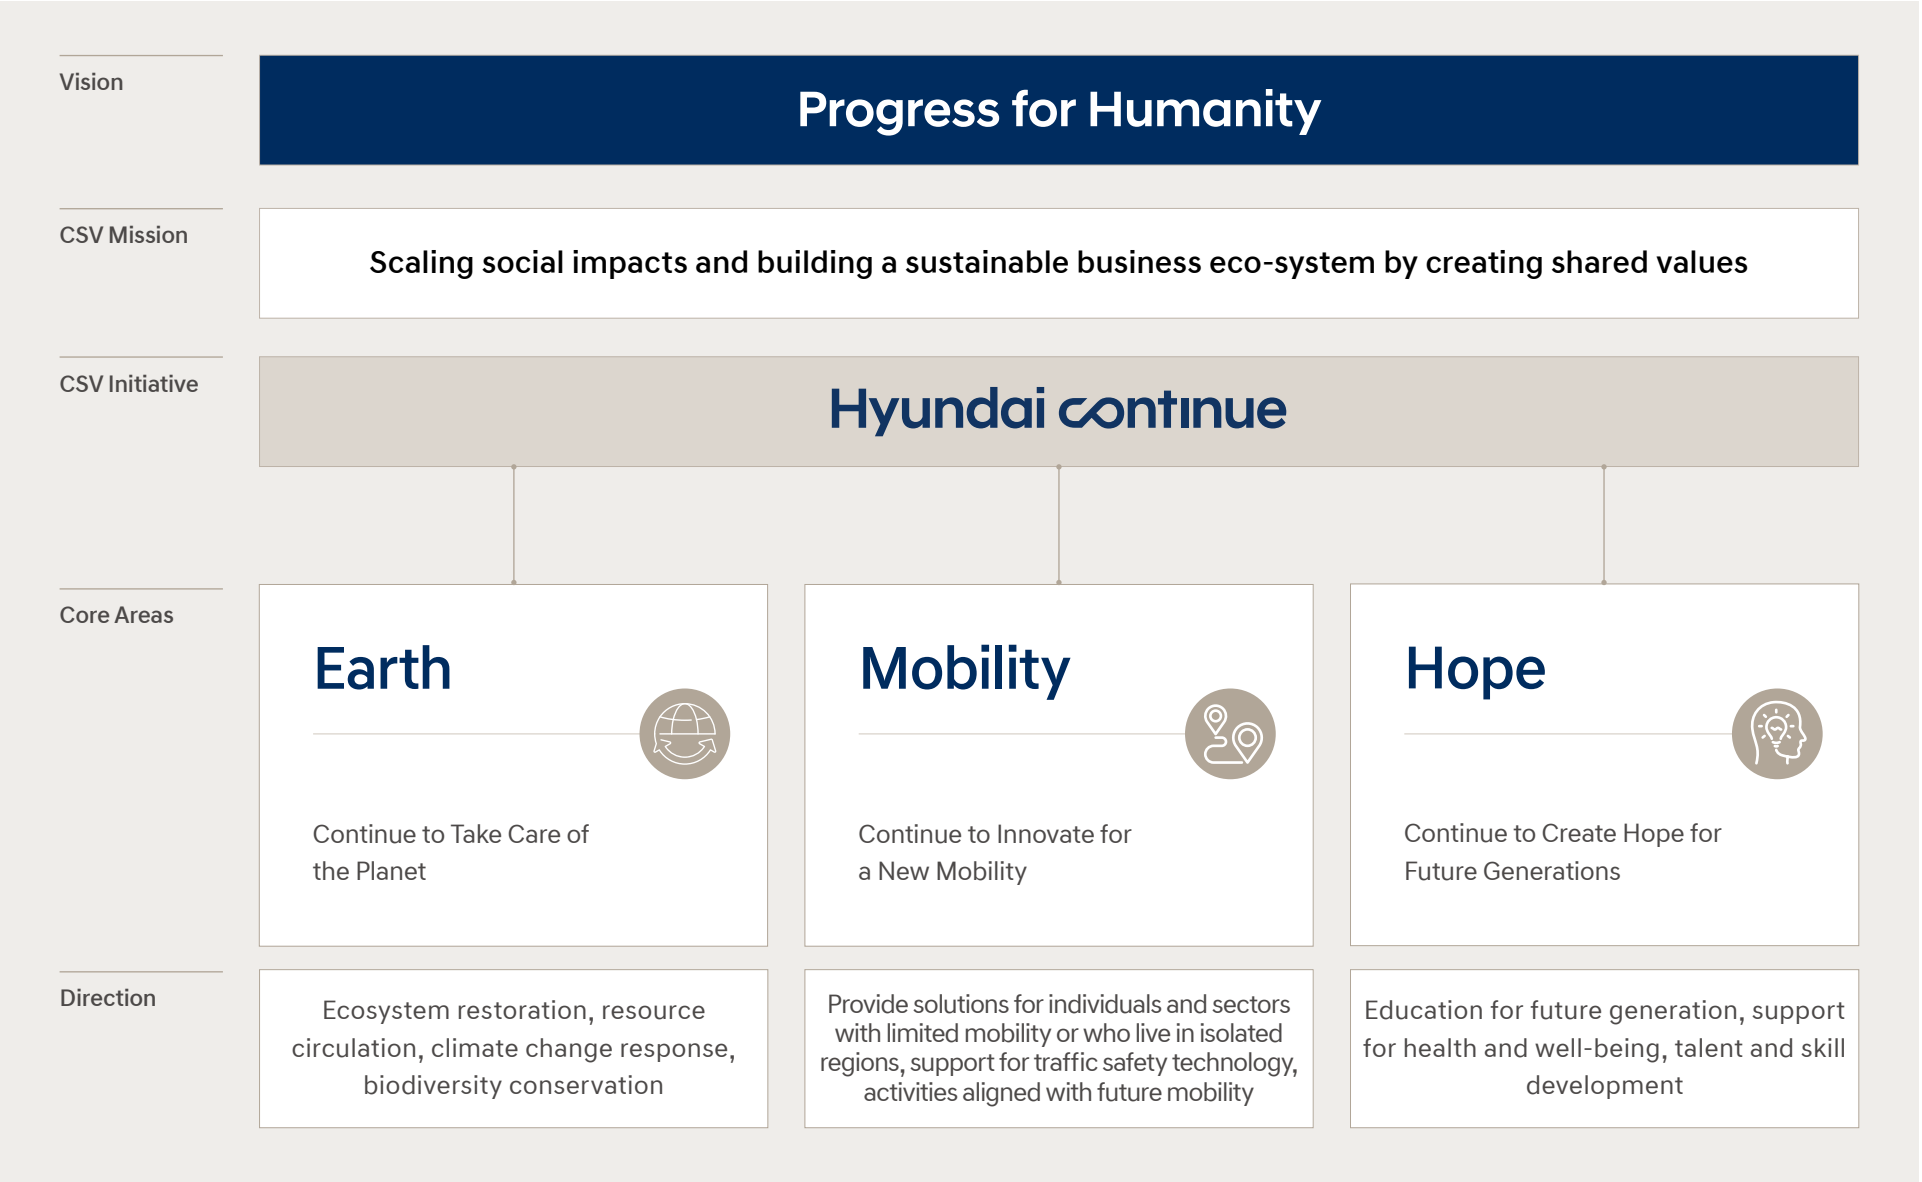 Vision
Progress for Humanity
CSV Mission
Scaling social impacts and building a sustainable business eco-system by creating shared values
CSV Initiative
Hyundai continue
Core Areas
Earth
Continue to Take Care of
the Planet
Mobility
Continue to Innovate for
a New Mobility
Hope
Continue to Create Hope for
Future Generations
Direction
Ecosystem restoration, resource
circulation, climate change response,
biodiversity conservation
Provide solutions for individuals and sectors
with limited mobility or who live in isolated
regions, support for traffic safety technology,
activities aligned with future mobility
Education for future generation, support
for health and well-being, talent and skill
development